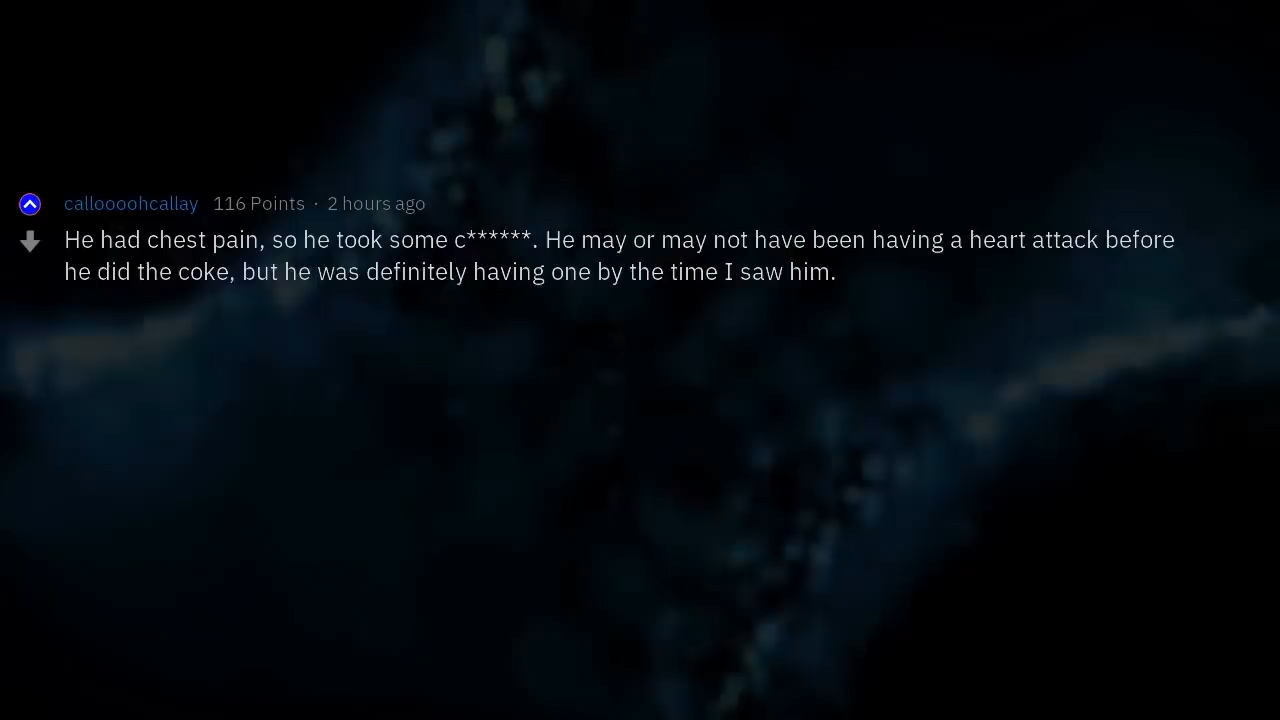 calloooohcallay 116 Points · 2 hours ago
He had chest pain, so he took some c******. He may or may not have been having a heart attack before
he did the coke, but he was definitely having one by the time I saw him.